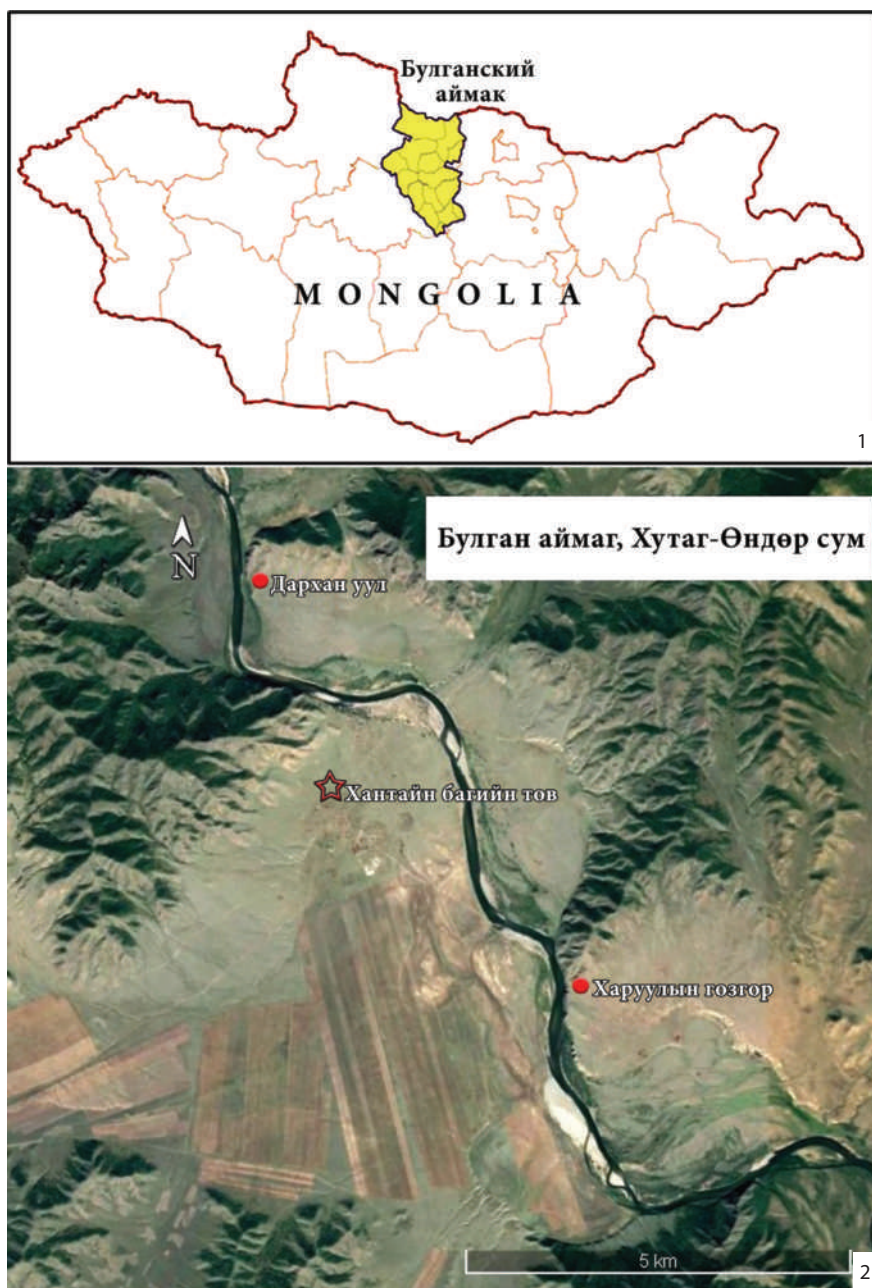 Булганский
аймак
MONGOLIA
1
Булган аймаг, Хутаг-Өндөр сум
N
Дархан уул
Хантайн багийн тов
Харуулын гозгор
5 km
2